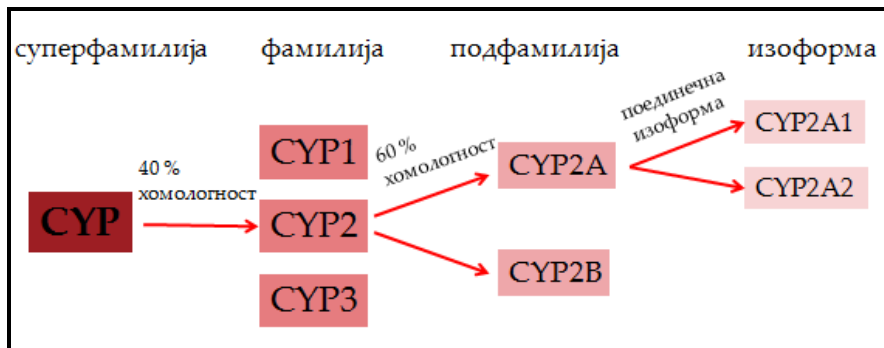 суперфамилија фамилија подфамилија изоформа
40 %
хомологност
60 %
хомологност
поединечна
изоформа
CYP
CYP1
CYP2
CYP3
CYP2A
CYP2B
CYP2A1
CYP2A2